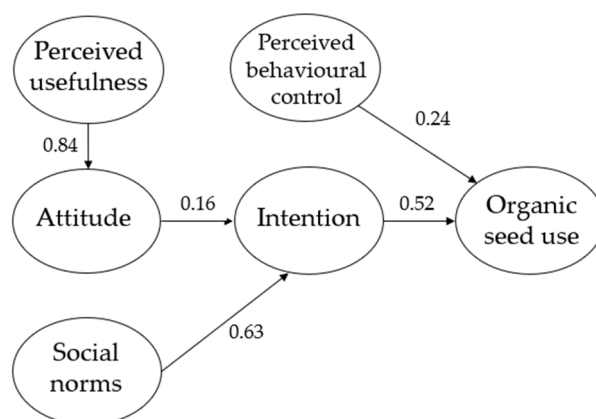 Perceived
usefulness
Perceived
behavioural
control
0.84
0.24
Attitude
0.16
Intention
0.52
Organic
seed use
0.63
Social
norms